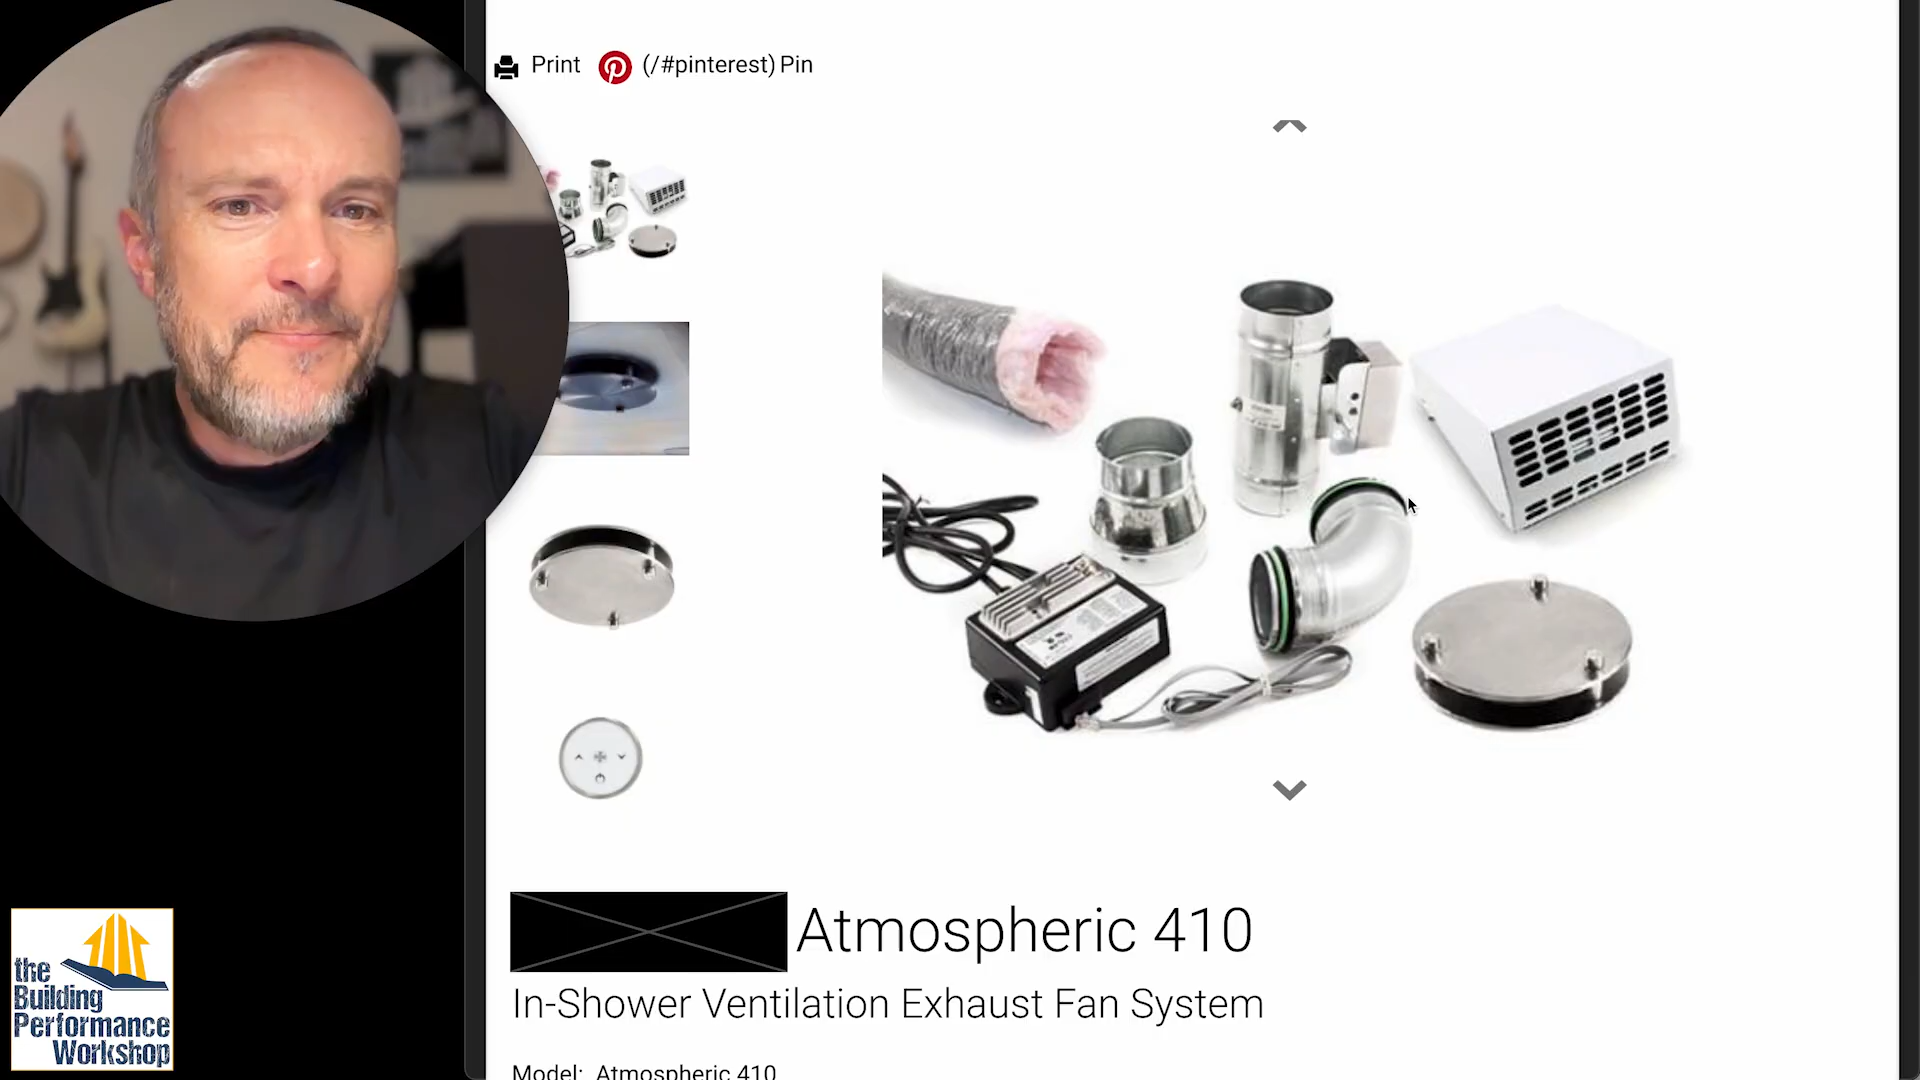 Print (/#pinterest) Pin
Atmospheric 410
In-Shower Ventilation Exhaust Fan System
Model: Atmospheric 410
the
Building
Performance
Workshop